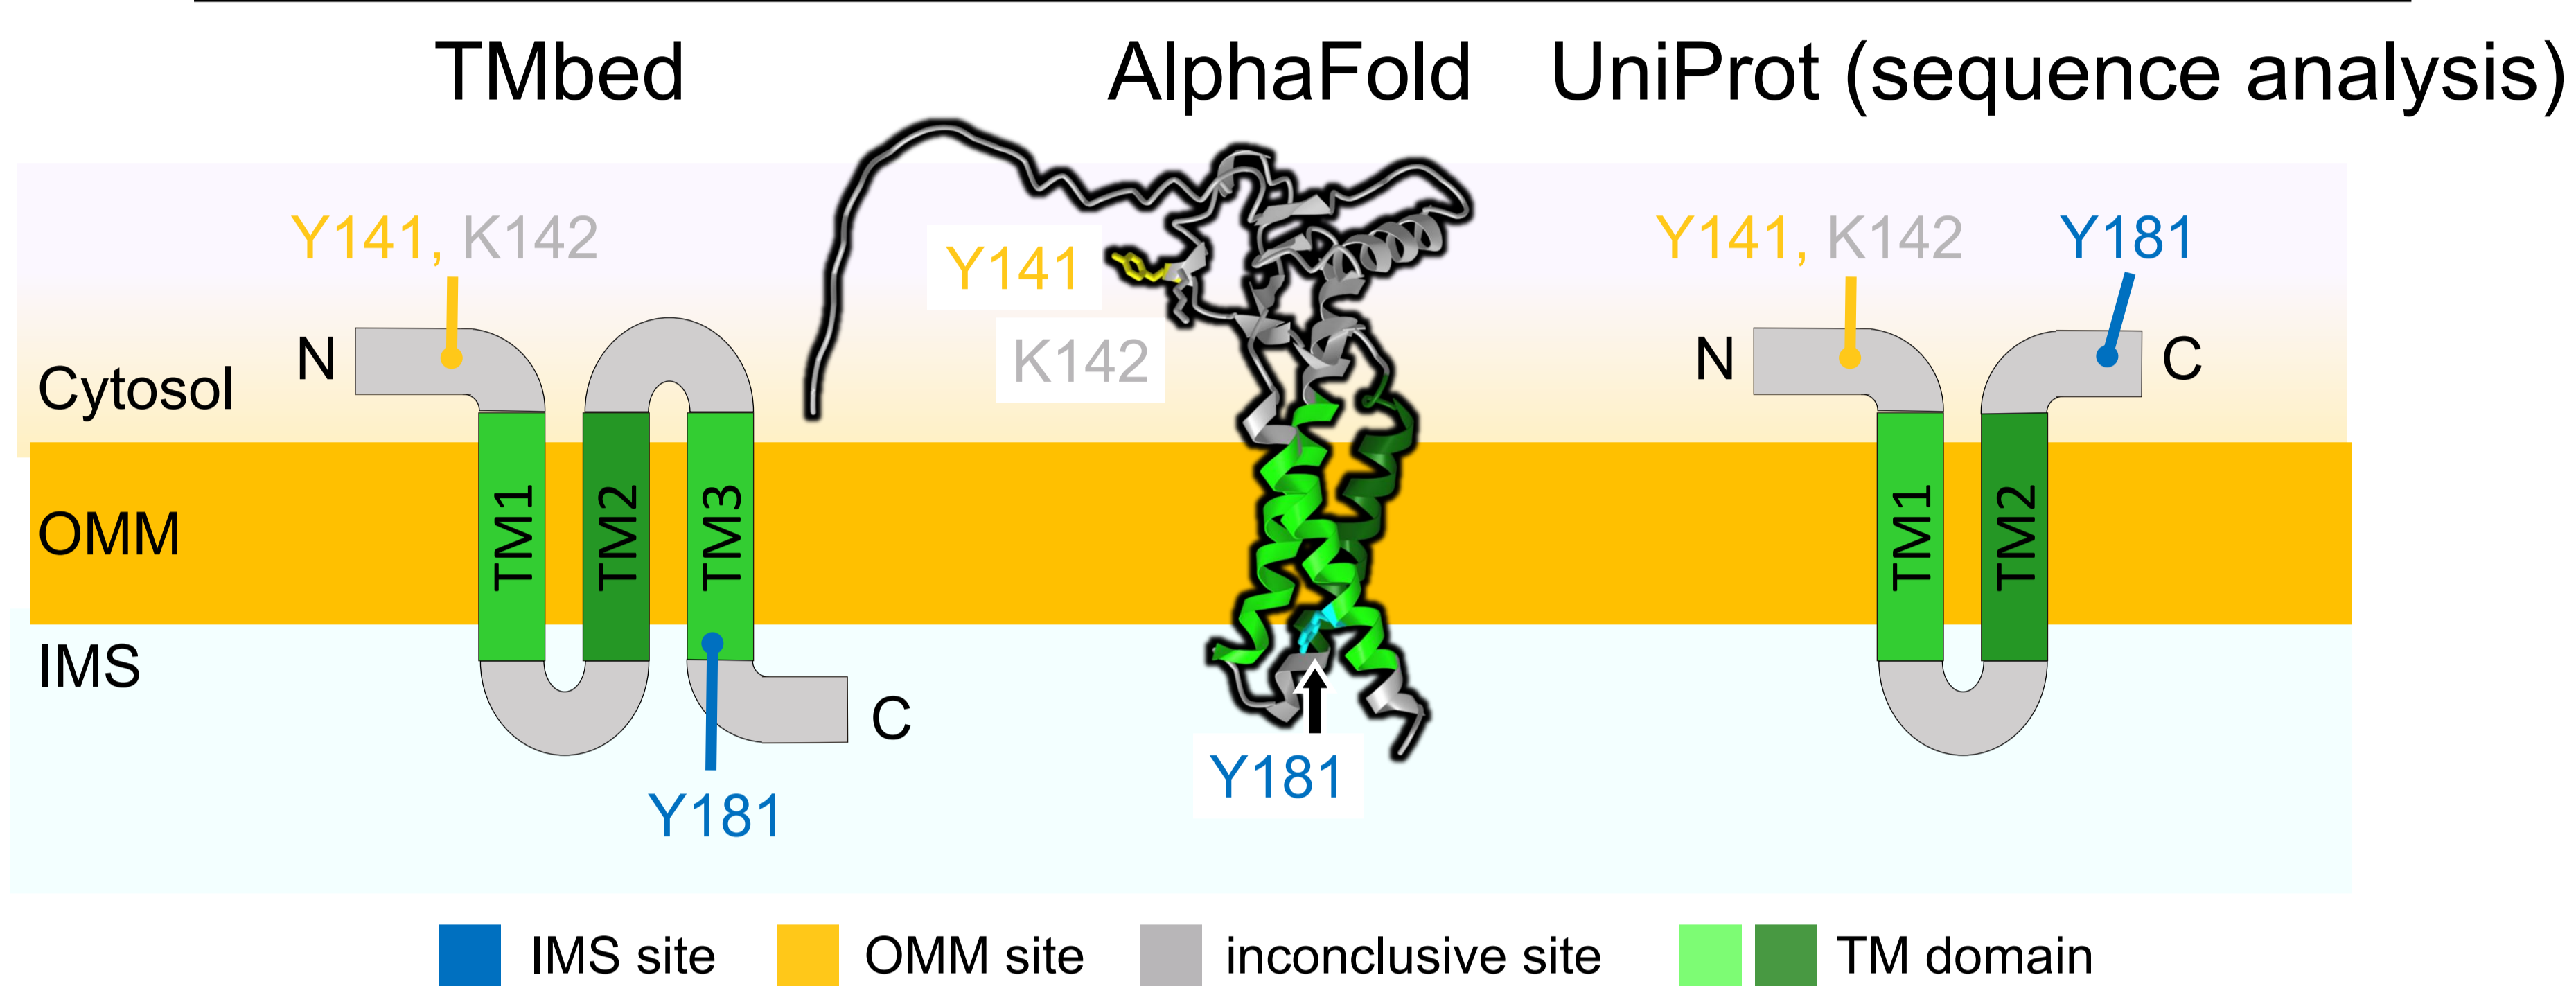 TMbed AlphaFold UniProt (sequence analysis)
Y141, K142
Y141
K142
Y141, K142 Y181
N
N C
Cytosol
OMM
IMS
TM1 TM2 TM3
TM1 TM2
C
Y181
Y181
IMS site OMM site inconclusive site TM domain